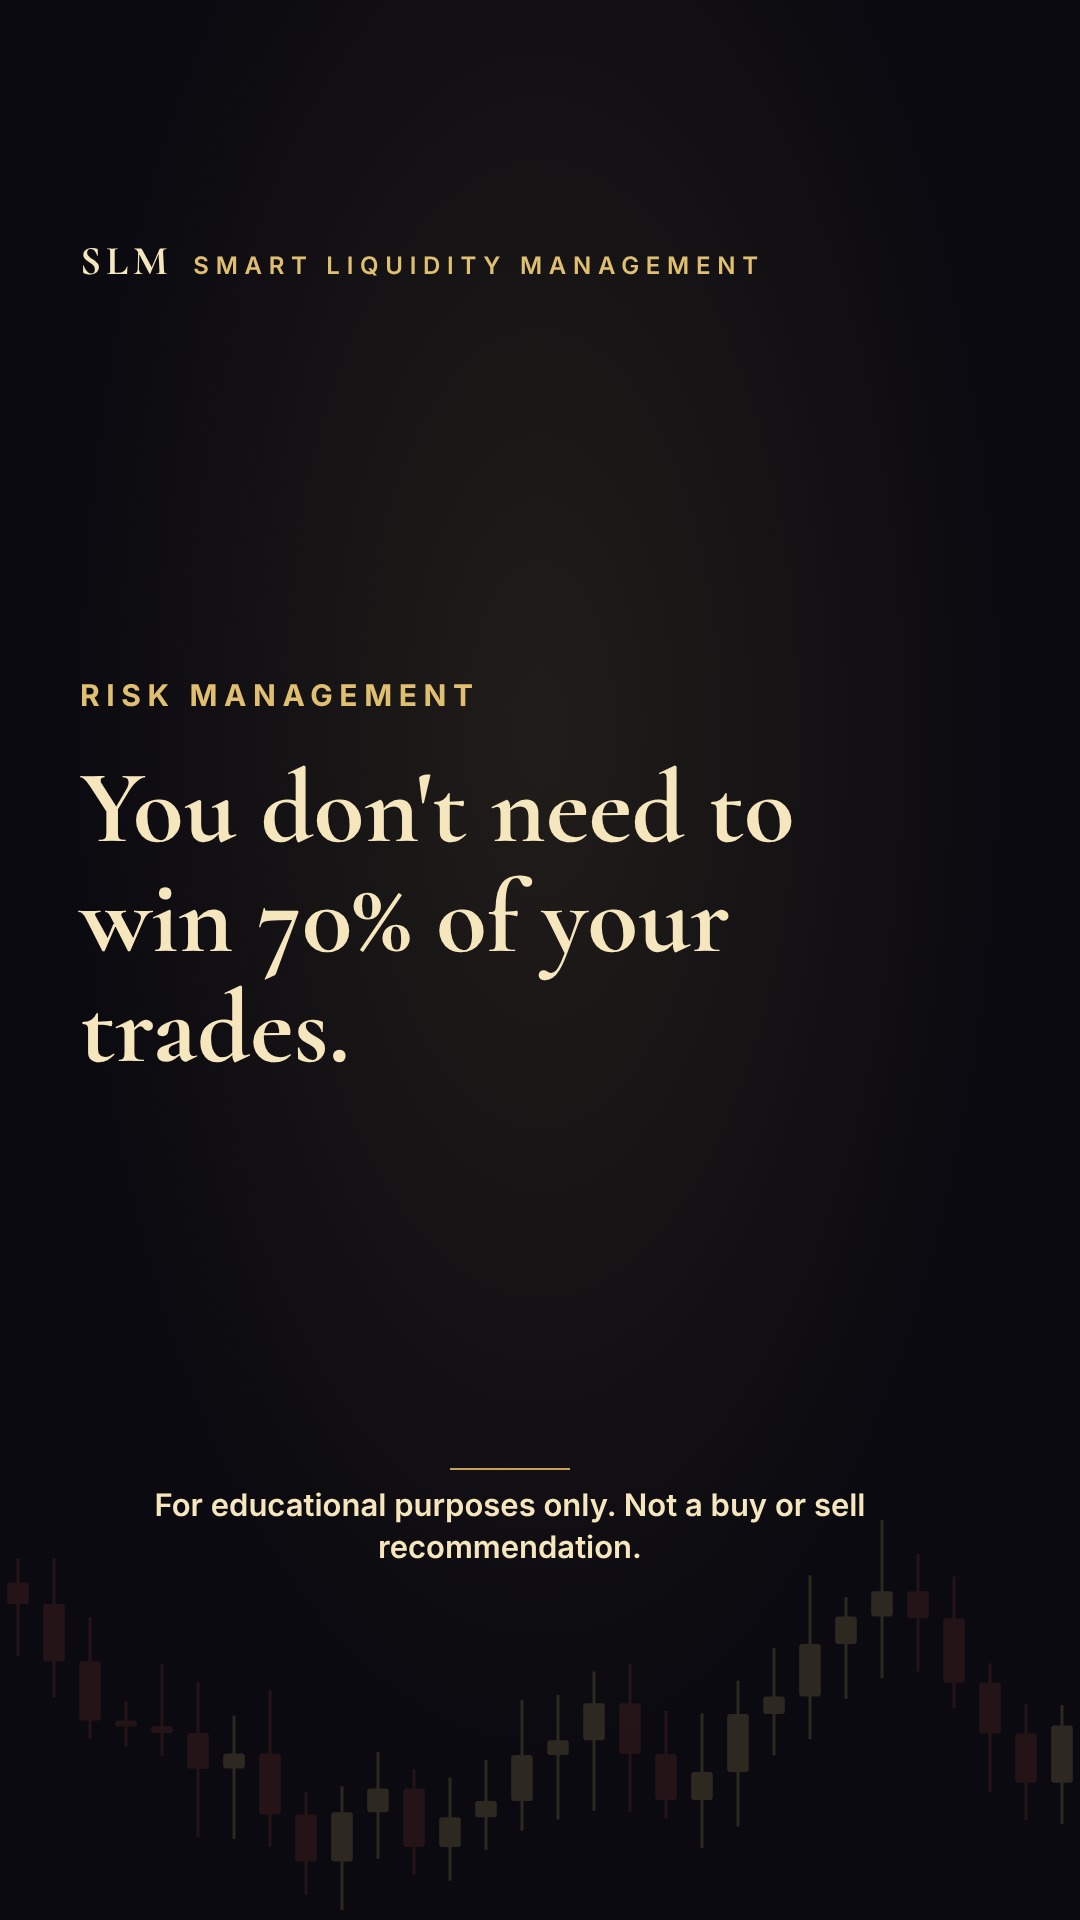 SLM SMART LIQUIDITY MANAGEMENT
RISK MANAGEMENT
You don't need to
win 70% of your
trades.
For educational purposes only. Not a buy or sell
recommendation.